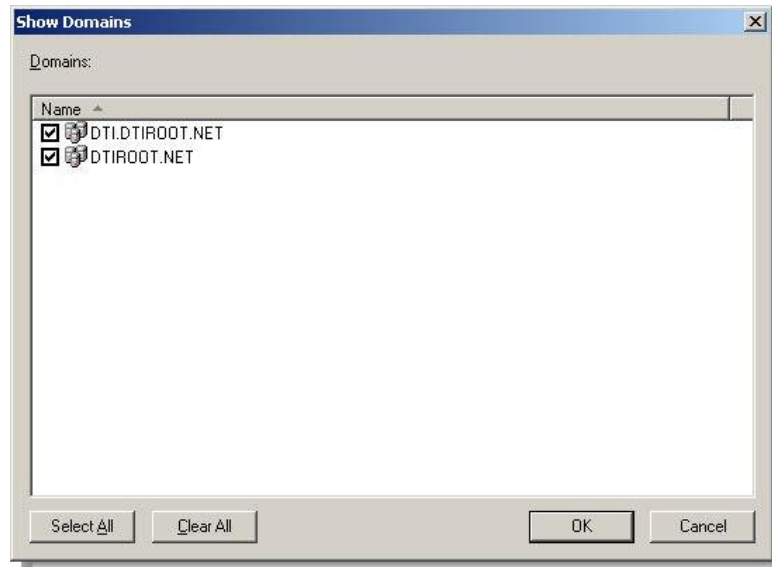 Show Domains
Domains:
Name
DTI.DTIROOT.NET
DTIROOT.NET
Select All
Clear All
OK
Cancel